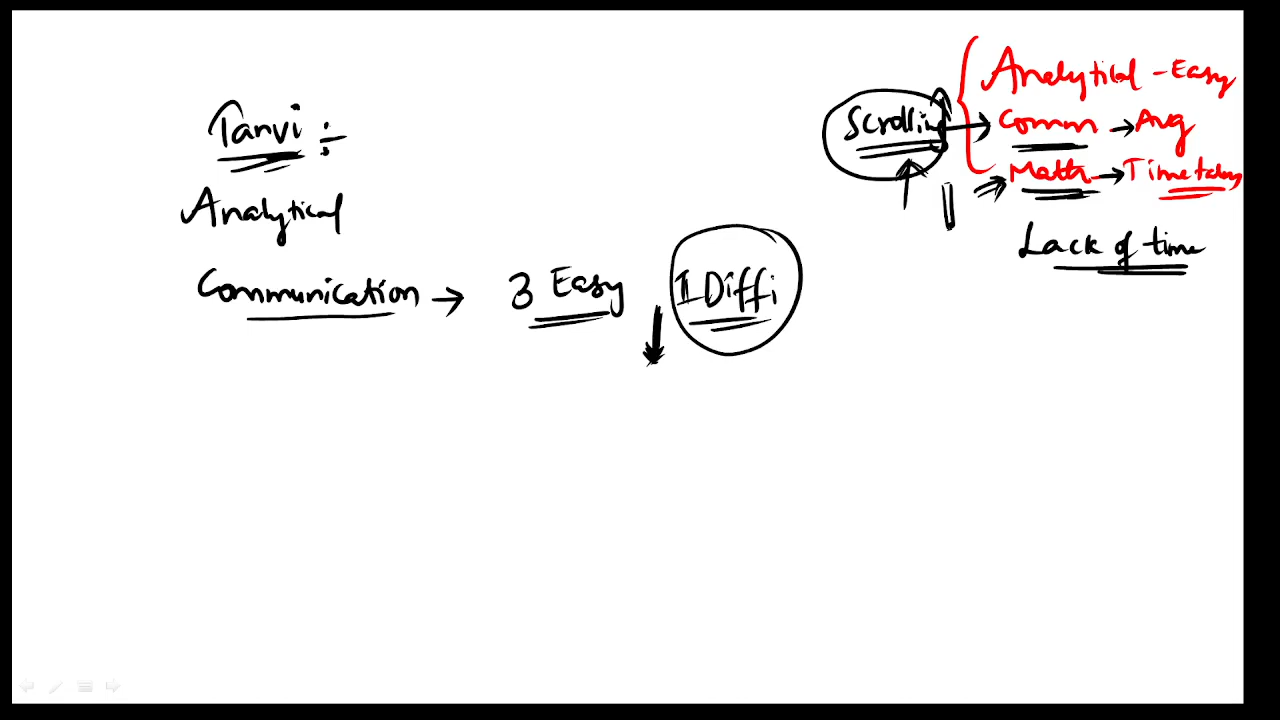 Tanvi :-
Analytical
Communication → 3 Easy 1 Diffi
Scrolling → Analytical - Easy
Comm → Avg
Math → Time taking
Lack of time